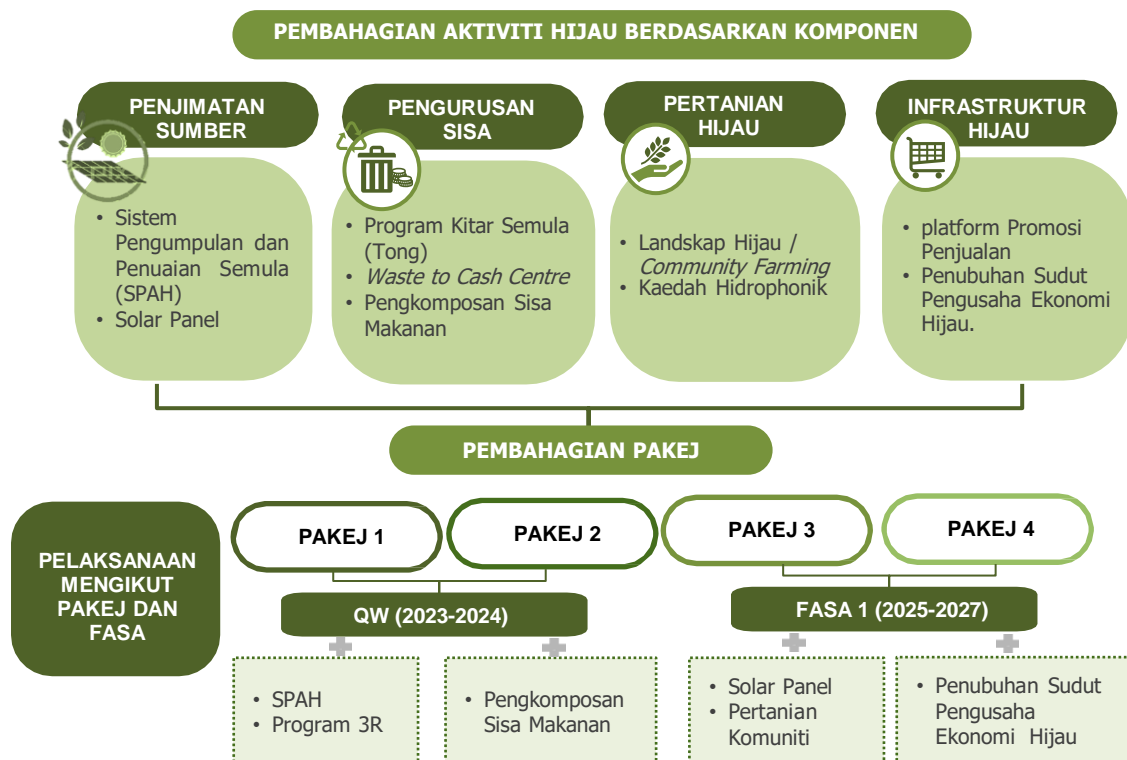 PEMBAHAGIAN AKTIVITI HIJAU BERDASARKAN KOMPONEN
PENJIMATAN
SUMBER
• Sistem
Pengumpulan dan
Penuaian Semula
(SPAH)
• Solar Panel
PENGURUSAN
SISA
• Program Kitar Semula
(Tong)
• Waste to Cash Centre
• Pengkomposan Sisa
Makanan
PERTANIAN
HIJAU
• Landskap Hijau /
Community Farming
• Kaedah Hidrophonik
INFRASTRUKTUR
HIJAU
• platform Promosi
Penjualan
• Penubuhan Sudut
Pengusaha Ekonomi
Hijau.
PEMBAHAGIAN PAKEJ
PELAKSANAAN
MENGIKUT
PAKEJ DAN
FASA
PAKEJ 1
PAKEJ 2
PAKEJ 3
PAKEJ 4
QW (2023-2024)
FASA 1 (2025-2027)
• SPAH
• Program 3R
• Pengkomposan
Sisa Makanan
• Solar Panel
• Pertanian
Komuniti
• Penubuhan Sudut
Pengusaha
Ekonomi Hijau